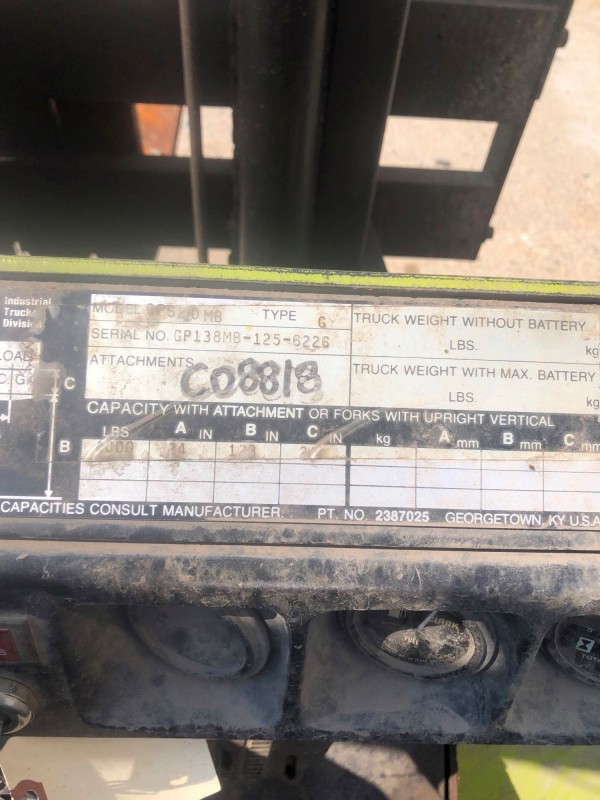 Industrial
Truck
Division
MODEL MB TYPE G
SERIAL NO. GP138MB-125-6226
ATTACHMENTS C08818
TRUCK WEIGHT WITHOUT BATTERY
LBS. kg
TRUCK WEIGHT WITH MAX. BATTERY
LBS. kg
LOAD
C.G.
C
CAPACITY WITH ATTACHMENT OR FORKS WITH UPRIGHT VERTICAL
LBS A IN B IN C IN kg A mm B mm C mm
B
CAPACITIES CONSULT MANUFACTURER PT. NO. 2387025 GEORGETOWN, KY U.S.A